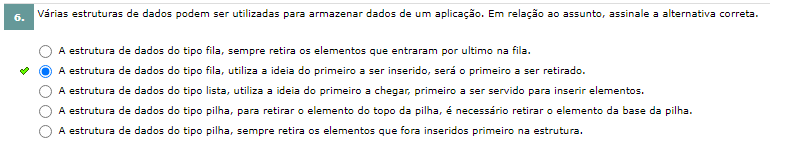 6.
Várias estruturas de dados podem ser utilizadas para armazenar dados de um aplicação. Em relação ao assunto, assinale a alternativa correta.
A estrutura de dados do tipo fila, sempre retira os elementos que entraram por ultimo na fila.
A estrutura de dados do tipo fila, utiliza a ideia do primeiro a ser inserido, será o primeiro a ser retirado.
A estrutura de dados do tipo lista, utiliza a ideia do primeiro a chegar, primeiro a ser servido para inserir elementos.
A estrutura de dados do tipo pilha, para retirar o elemento do topo da pilha, é necessário retirar o elemento da base da pilha.
A estrutura de dados do tipo pilha, sempre retira os elementos que fora inseridos primeiro na estrutura.